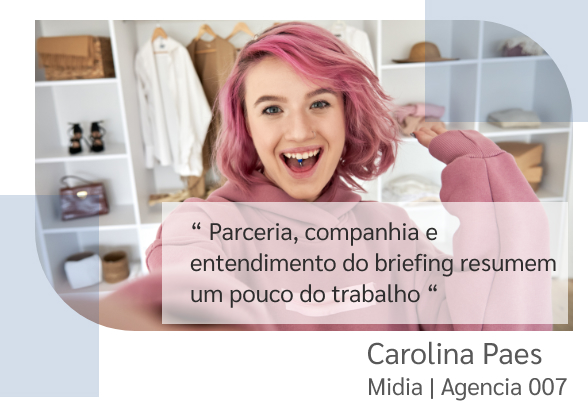 “ Parceria, companhia e
entendimento do briefing resumem
um pouco do trabalho “
Carolina Paes
Midia | Agencia 007